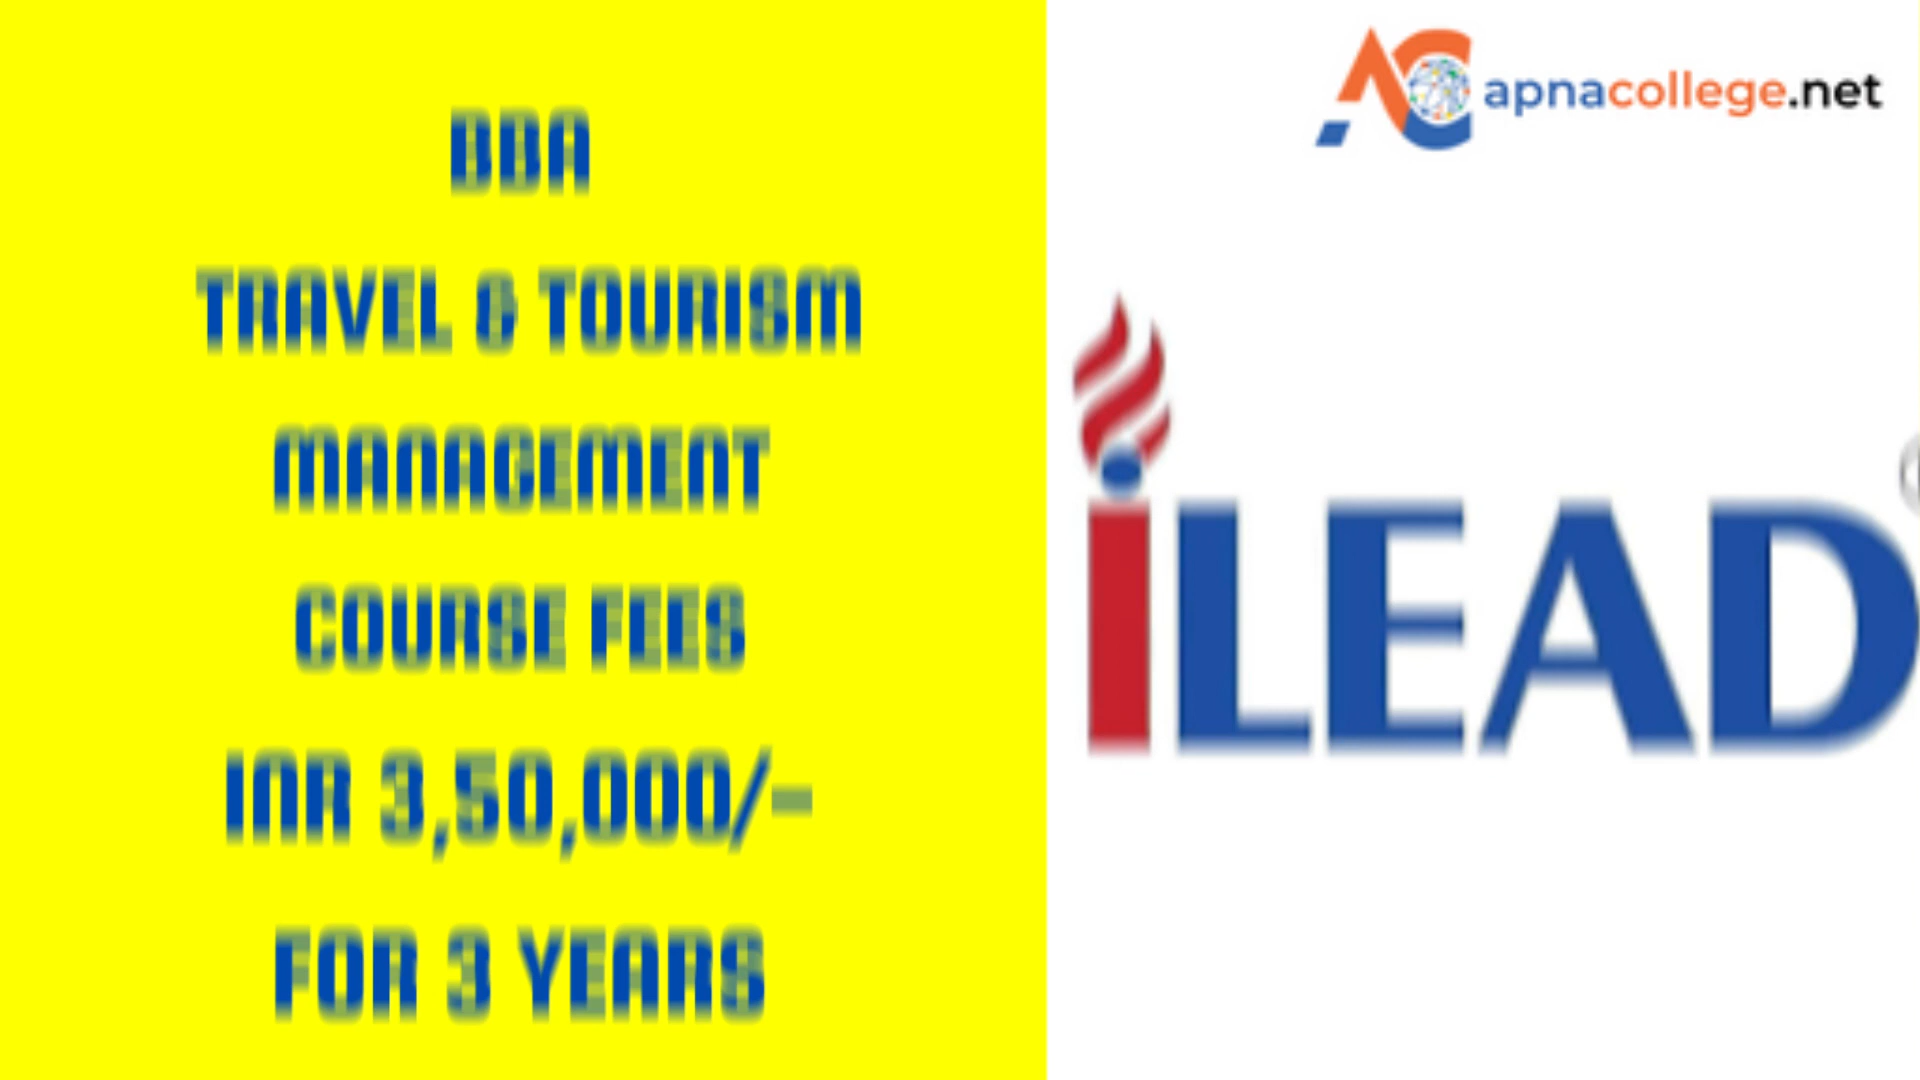 BBA
TRAVEL & TOURISM
MANAGEMENT
COURSE FEES
INR 3,50,000/-
FOR 3 YEARS
apnacollege.net
iLEAD